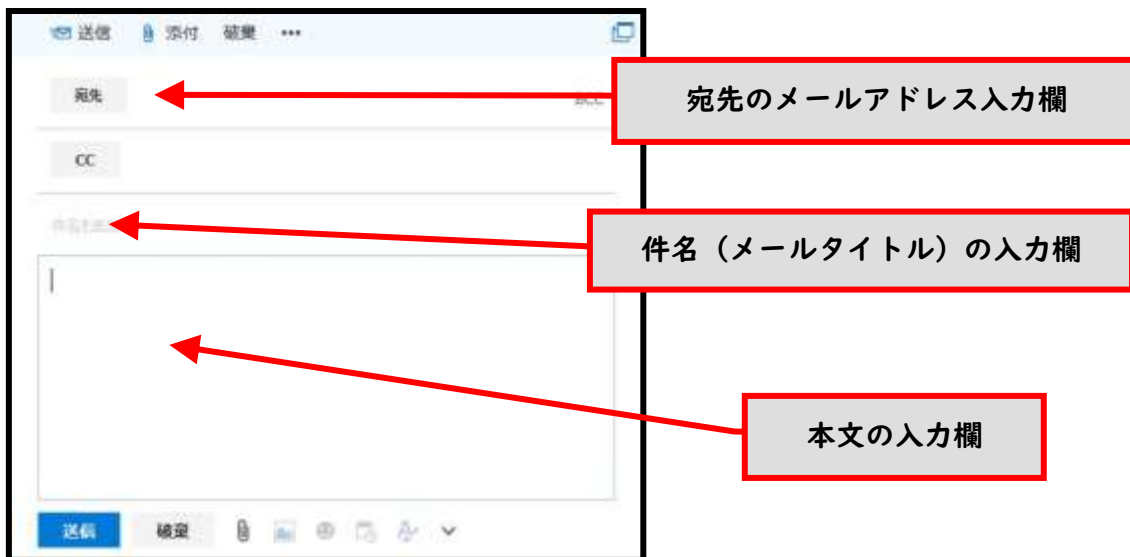 送信 添付 破棄 •••
宛先
BCC
宛先のメールアドレス入力欄
CC
件名(メールタイトル)の入力欄
本文の入力欄
送信 破棄